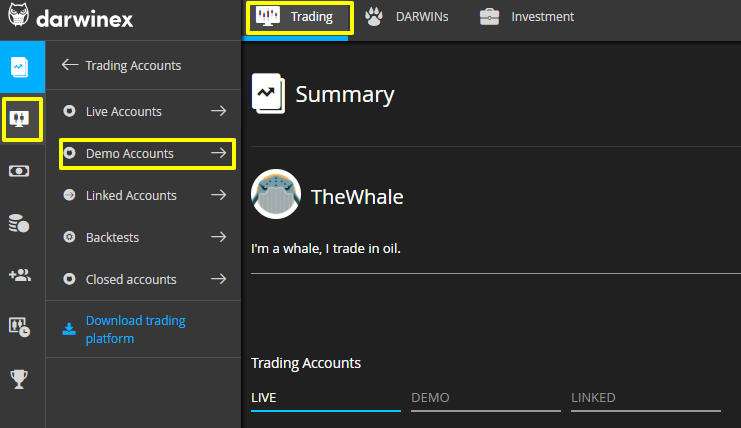 darwinex
Trading
DARWINs
Investment
Trading Accounts
Live Accounts
Demo Accounts
Linked Accounts
Backtests
Closed accounts
Download trading
platform
Summary
TheWhale
I'm a whale, I trade in oil.
Trading Accounts
LIVE
DEMO
LINKED